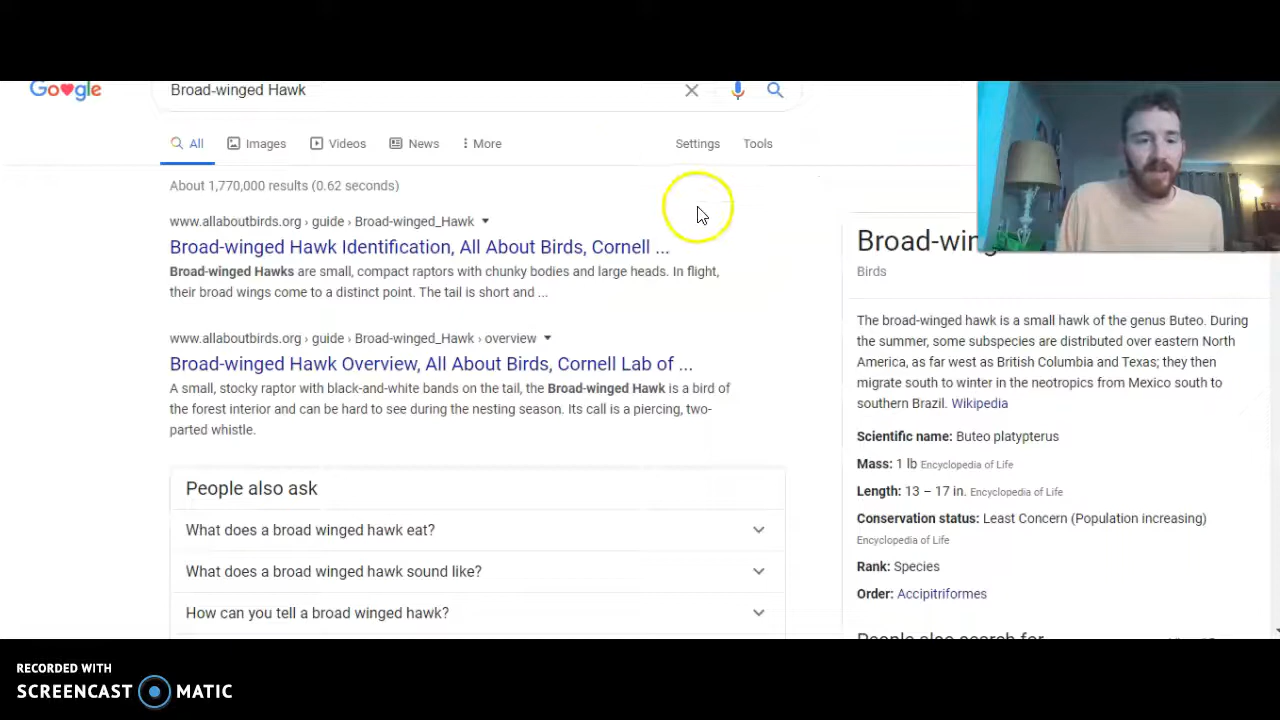 Google
Broad-winged Hawk
All Images Videos News More Settings Tools
About 1,770,000 results (0.62 seconds)
www.allaboutbirds.org › guide › Broad-winged_Hawk
Broad-winged Hawk Identification, All About Birds, Cornell ...
Broad-winged Hawks are small, compact raptors with chunky bodies and large heads. In flight,
their broad wings come to a distinct point. The tail is short and ...
www.allaboutbirds.org › guide › Broad-winged_Hawk › overview
Broad-winged Hawk Overview, All About Birds, Cornell Lab of ...
A small, stocky raptor with black-and-white bands on the tail, the Broad-winged Hawk is a bird of
the forest interior and can be hard to see during the nesting season. Its call is a piercing, two-
parted whistle.
People also ask
What does a broad winged hawk eat?
What does a broad winged hawk sound like?
How can you tell a broad winged hawk?
Broad-wing
Birds
The broad-winged hawk is a small hawk of the genus Buteo. During
the summer, some subspecies are distributed over eastern North
America, as far west as British Columbia and Texas; they then
migrate south to winter in the neotropics from Mexico south to
southern Brazil. Wikipedia
Scientific name: Buteo platypterus
Mass: 1 lb Encyclopedia of Life
Length: 13 – 17 in. Encyclopedia of Life
Conservation status: Least Concern (Population increasing)
Encyclopedia of Life
Rank: Species
Order: Accipitriformes
People also search for
RECORDED WITH
SCREENCAST MATIC